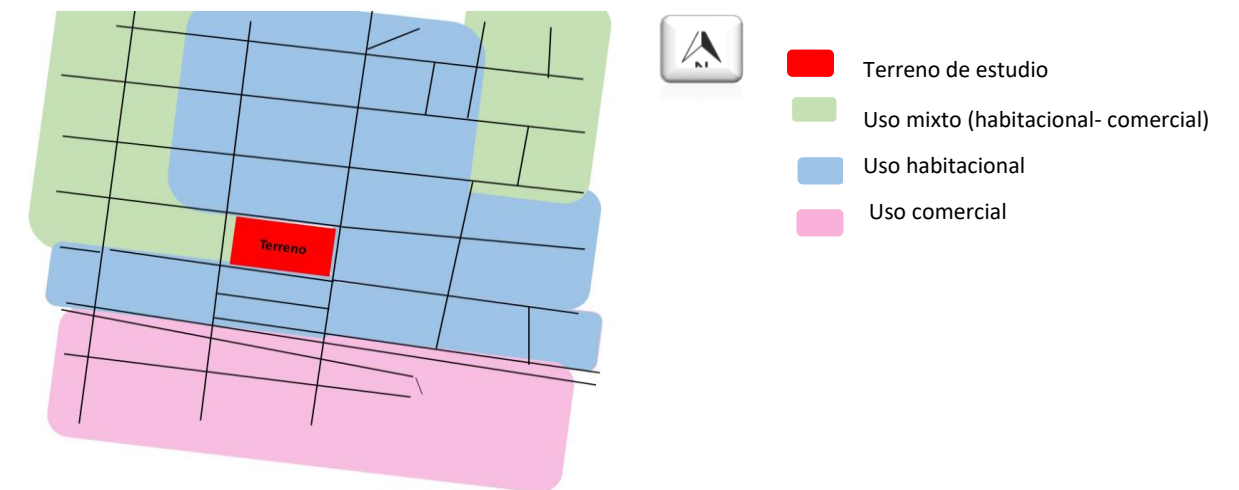 Terreno
N
Terreno de estudio
Uso mixto (habitacional- comercial)
Uso habitacional
Uso comercial